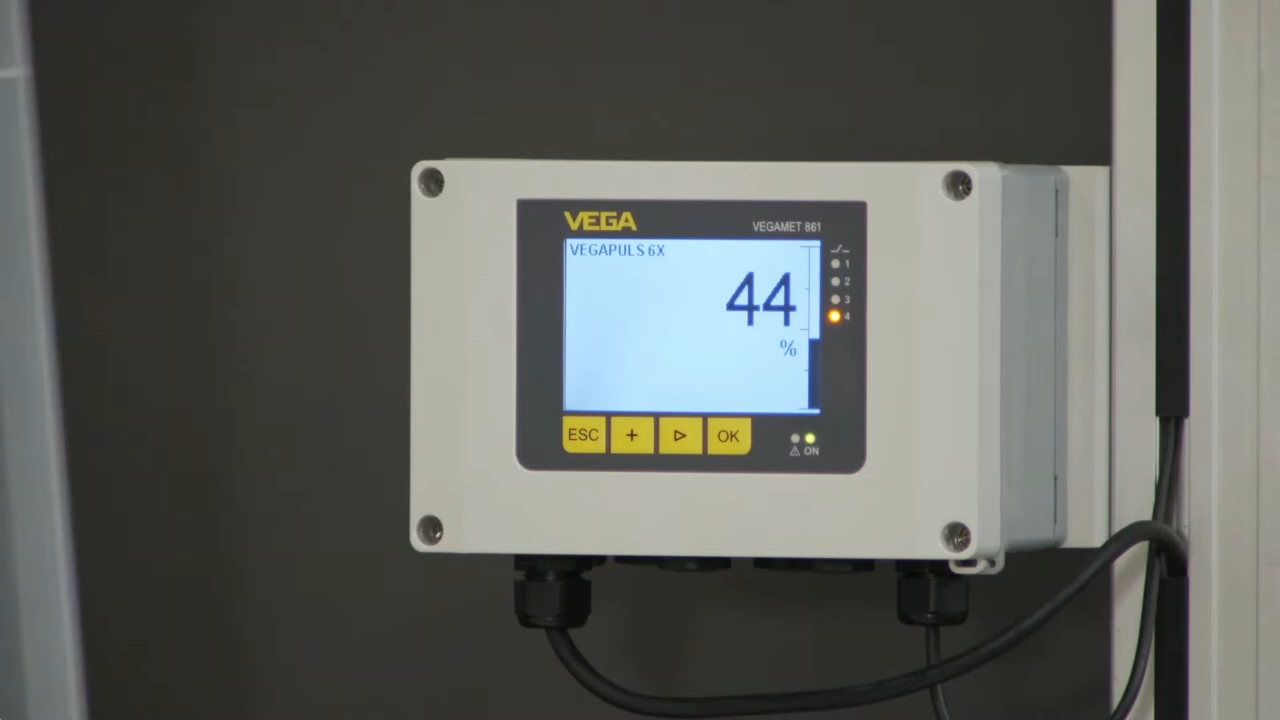 VEGA
VEGAMET 861
VEGAPULS 6X
44
%
1
2
3
4
ESC + ▷ OK
⚠ ON